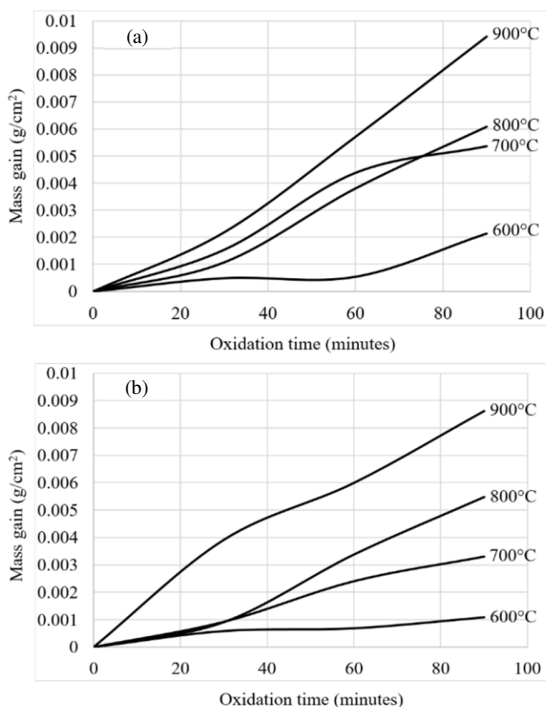 0.01
(a)
900°C
0.009
0.008
0.007
800°C
0.006
700°C
0.005
0.004
0.003
600°C
0.002
0.001
0
Mass gain (g/cm²)
0 20 40 60 80 100
Oxidation time (minutes)
0.01
(b)
0.009
900°C
0.008
0.007
0.006
800°C
0.005
0.004
700°C
0.003
0.002
600°C
0.001
0
Mass gain (g/cm²)
0 20 40 60 80 100
Oxidation time (minutes)